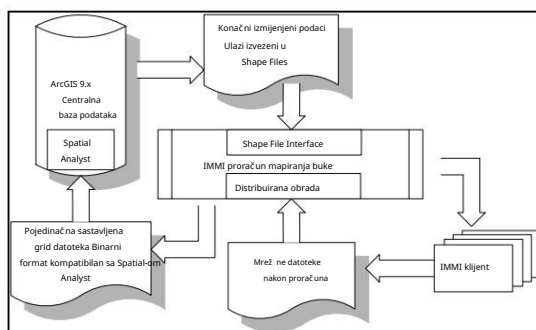 Konačni izmijenjeni podaci
Ulazi izvezeni u
Shape Files
ArcGIS 9.x
Centralna
baza podataka
Spatial
Analyst
Shape File Interface
IMMI proračun mapiranja buke
Distribuirana obrada
Pojedinačna sastavljena
grid datoteka Binarni
format kompatibilan sa Spatial-om
Analyst
Mrež ne datoteke
nakon proračuna
IMMI klijent